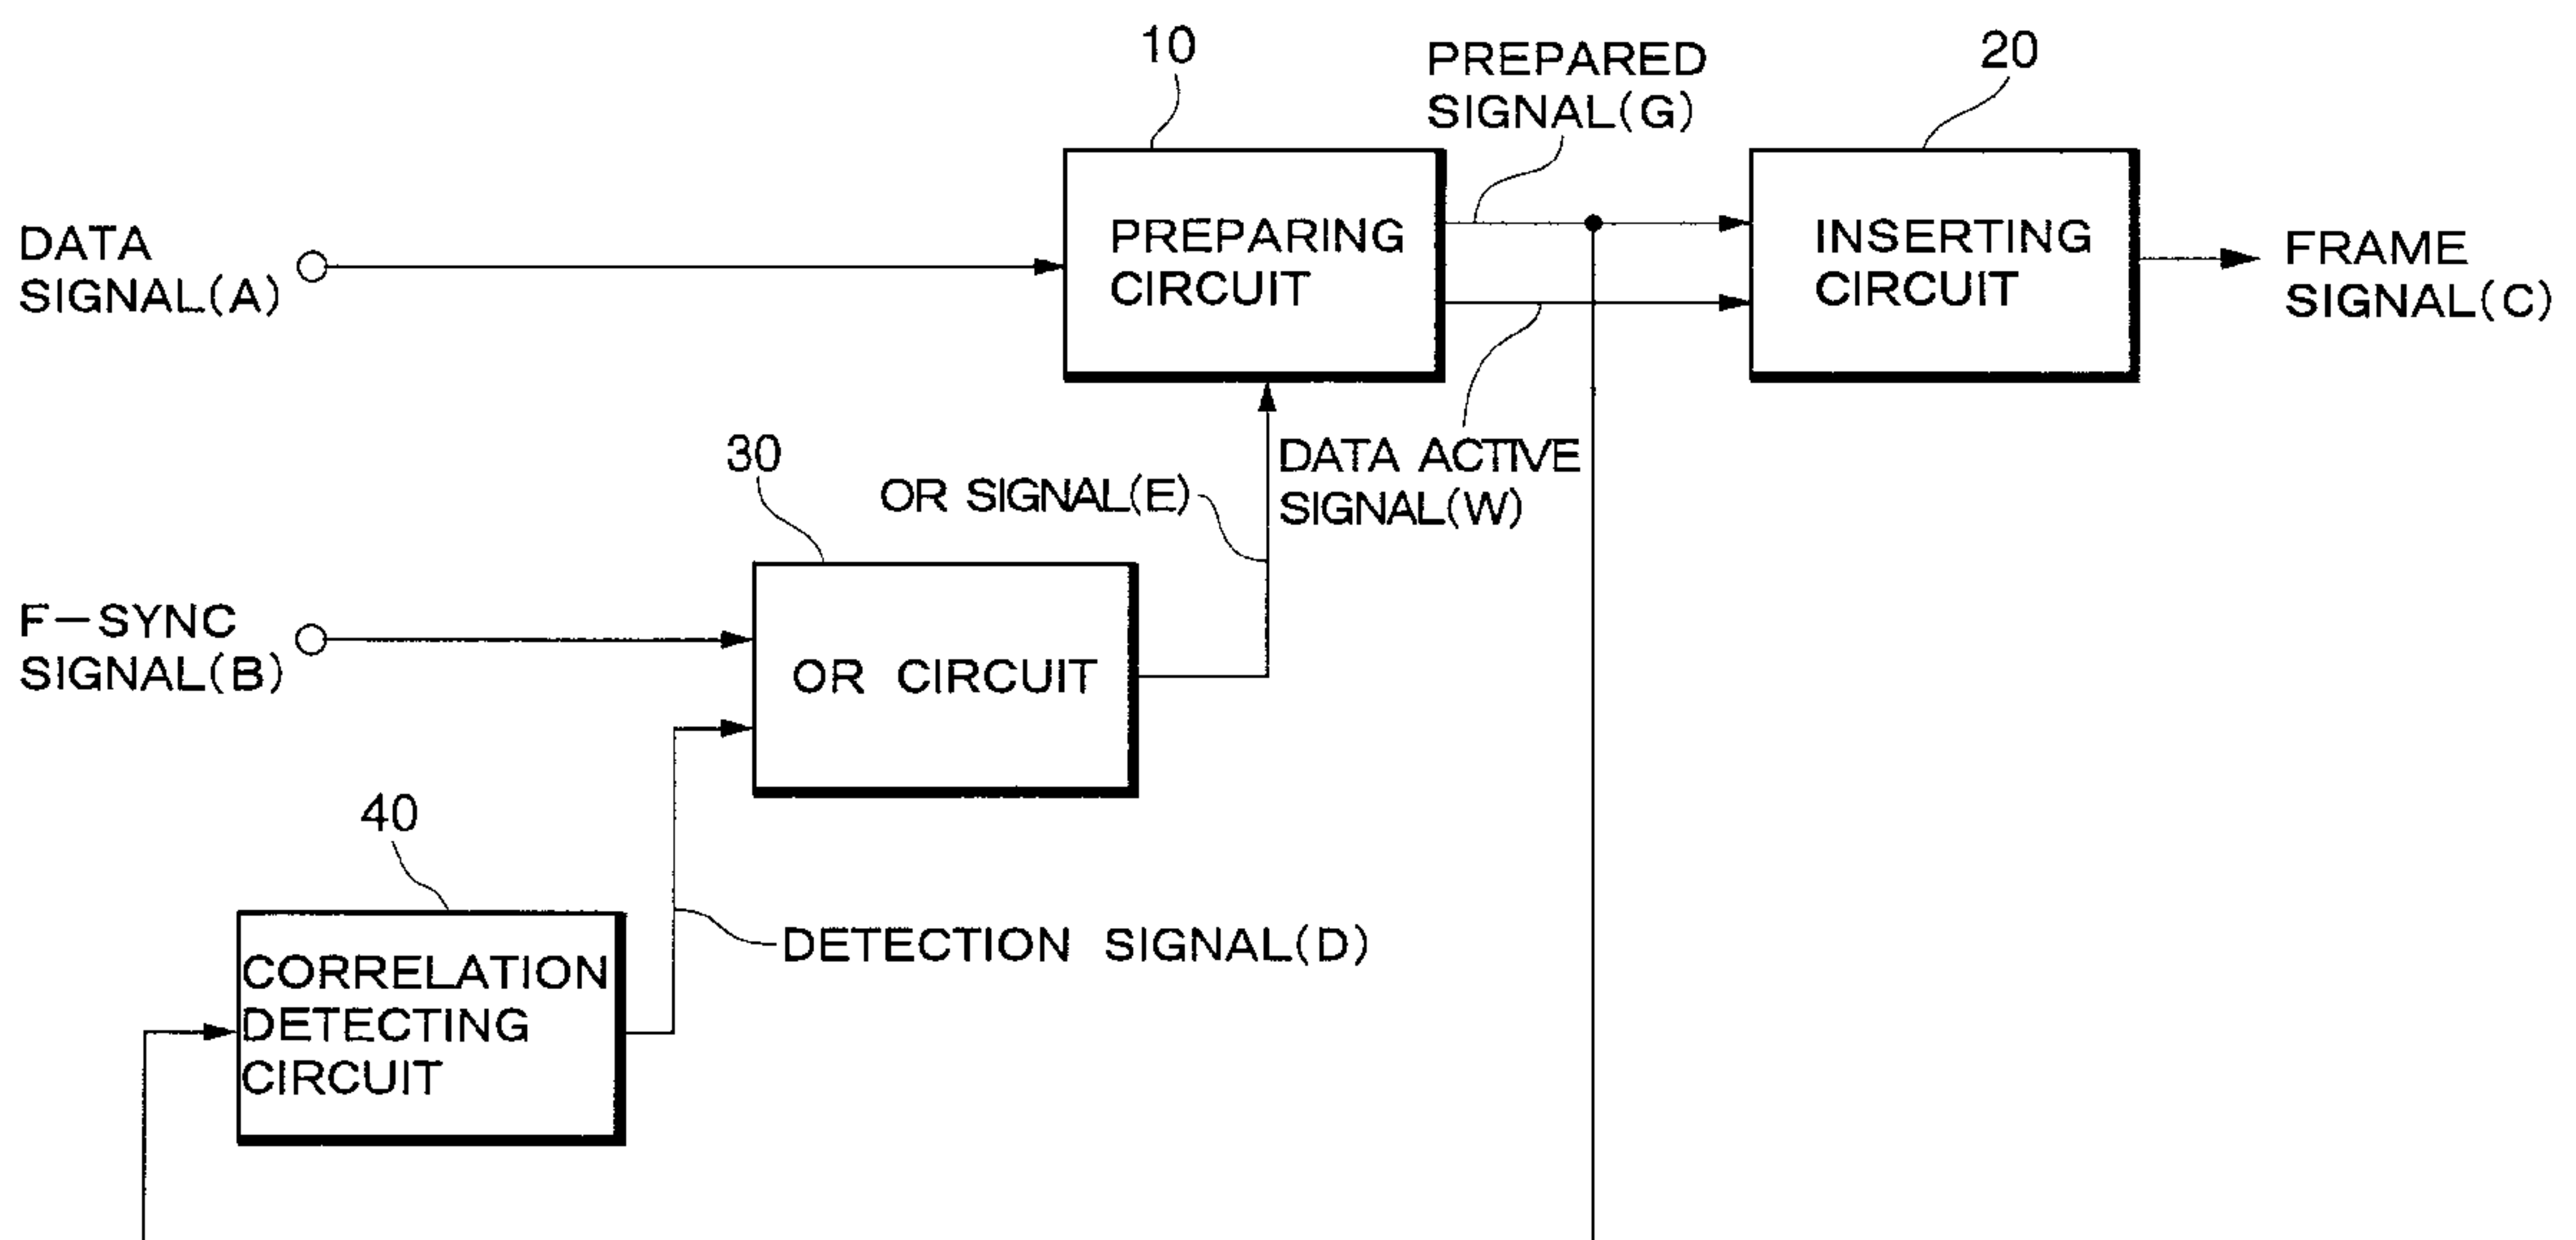 10
PREPARED
SIGNAL(G)
20
DATA
SIGNAL(A)
PREPARING
CIRCUIT
INSERTING
CIRCUIT
FRAME
SIGNAL(C)
30
OR SIGNAL(E)
DATA ACTIVE
SIGNAL(W)
F-SYNC
SIGNAL(B)
OR CIRCUIT
40
DETECTION SIGNAL(D)
CORRELATION
DETECTING
CIRCUIT